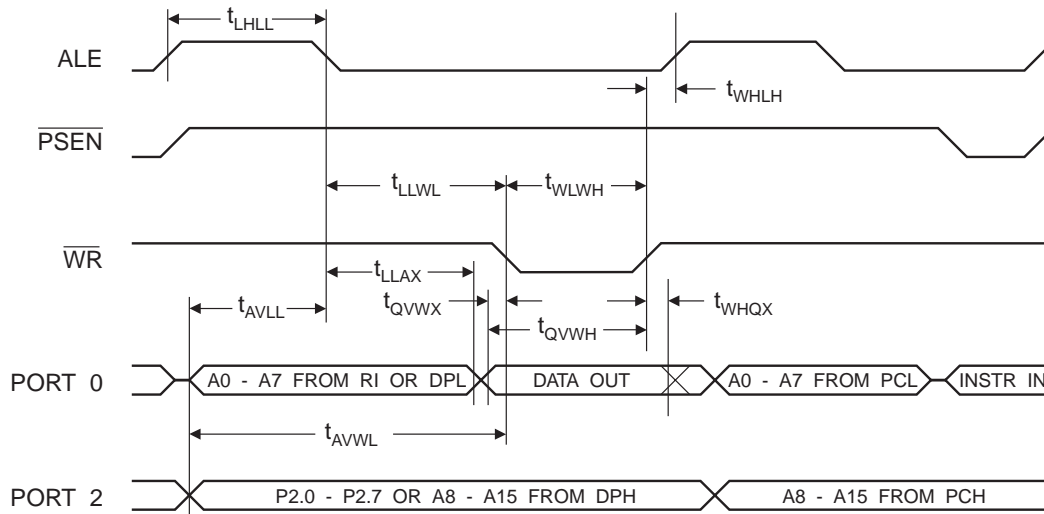 tLHLL
ALE
tWHLH
PSEN
tLLWL tWLWH
WR
tLLAX
tAVLL tQVWX tWHQX
tQVWH
PORT 0 A0 - A7 FROM RI OR DPL DATA OUT A0 - A7 FROM PCL INSTR IN
tAVWL
PORT 2 P2.0 - P2.7 OR A8 - A15 FROM DPH A8 - A15 FROM PCH